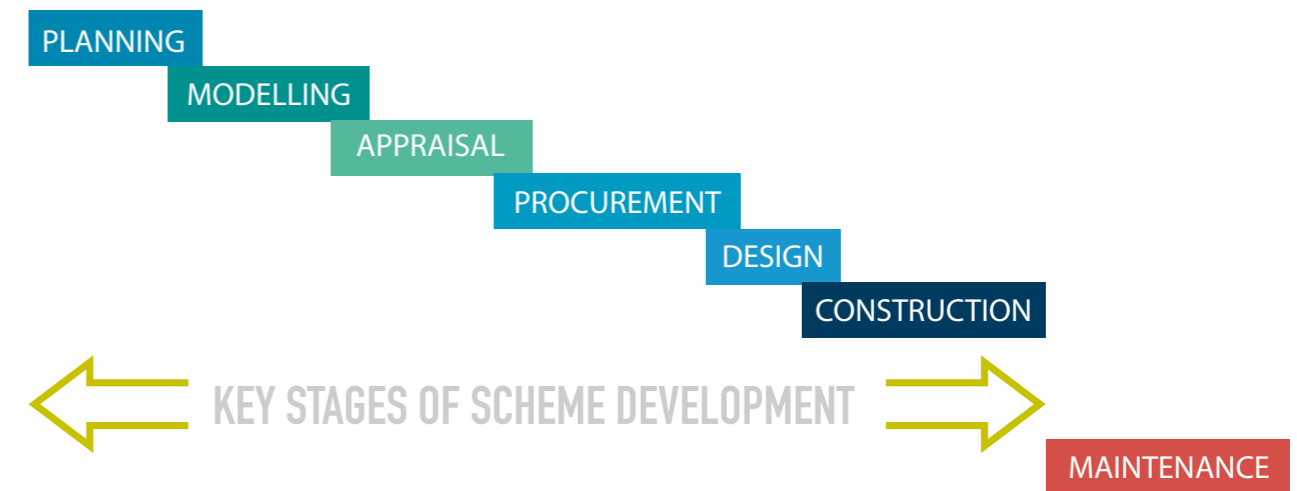 PLANNING
MODELLING
APPRAISAL
PROCUREMENT
DESIGN
CONSTRUCTION
KEY STAGES OF SCHEME DEVELOPMENT
MAINTENANCE